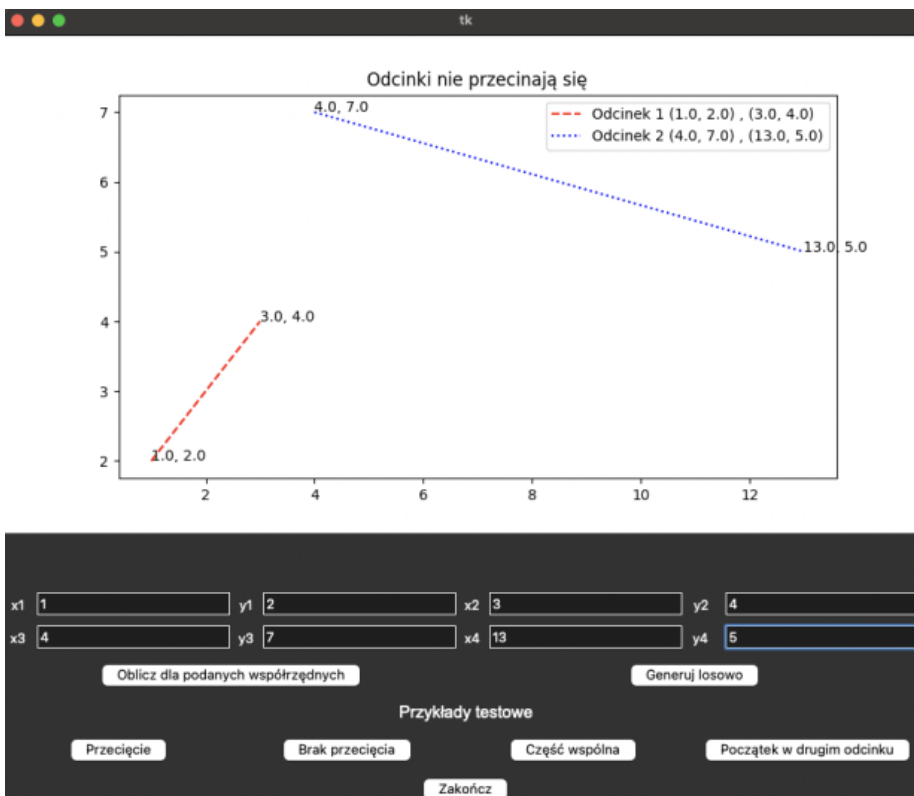 tk
Odcinki nie przecinają się
Odcinek 1 (1.0, 2.0) , (3.0, 4.0)
Odcinek 2 (4.0, 7.0) , (13.0, 5.0)
4.0, 7.0
13.0, 5.0
3.0, 4.0
1.0, 2.0
7
6
5
4
3
2
2 4 6 8 10 12
x1 1 y1 2 x2 3 y2 4
x3 4 y3 7 x4 13 y4 5
Oblicz dla podanych współrzędnych Generuj losowo
Przykłady testowe
Przecięcie Brak przecięcia Część wspólna Początek w drugim odcinku
Zakończ